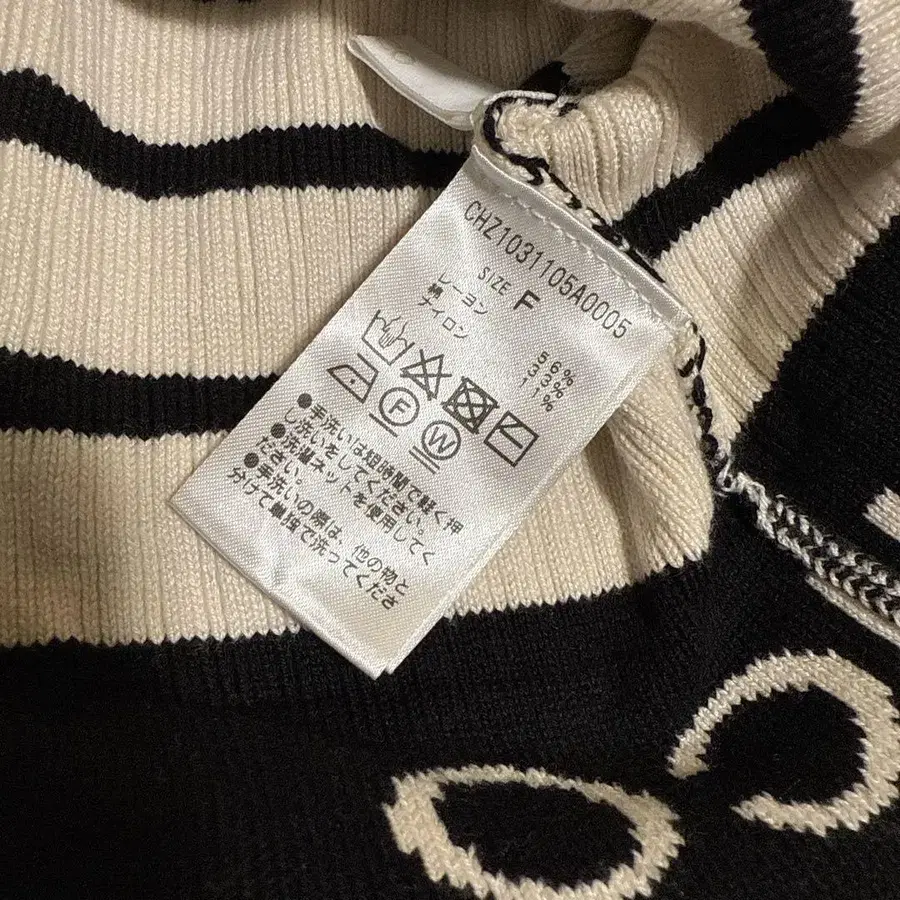 CHZ1031105A0005
SIZE F
レーヨン 56%
綿 33%
ナイロン 11%
F W
●手洗いは短時間で軽く押
し洗いをしてください。
●洗濯ネットを使用してく
ださい。
●手洗いの際は、他の物と
分けて単独で洗ってくださ